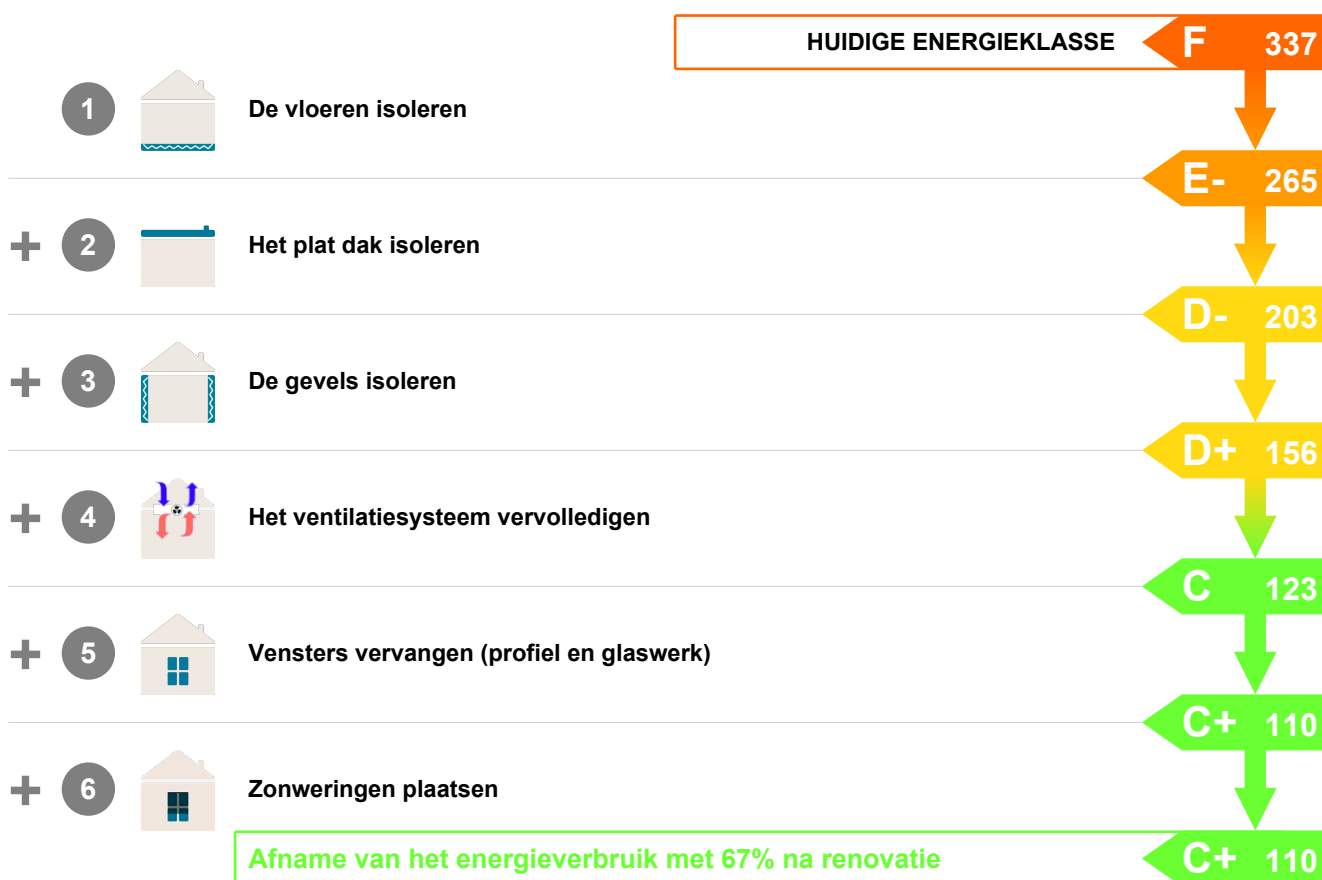 HUIDIGE ENERGIEKLASSE F 337
1 De vloeren isoleren
E- 265
+ 2 Het plat dak isoleren
D- 203
+ 3 De gevels isoleren
D+ 156
+ 4 Het ventilatiesysteem vervolledigen
C 123
+ 5 Vensters vervangen (profiel en glaswerk)
C+ 110
+ 6 Zonweringen plaatsen
Afname van het energieverbruik met 67% na renovatie C+ 110